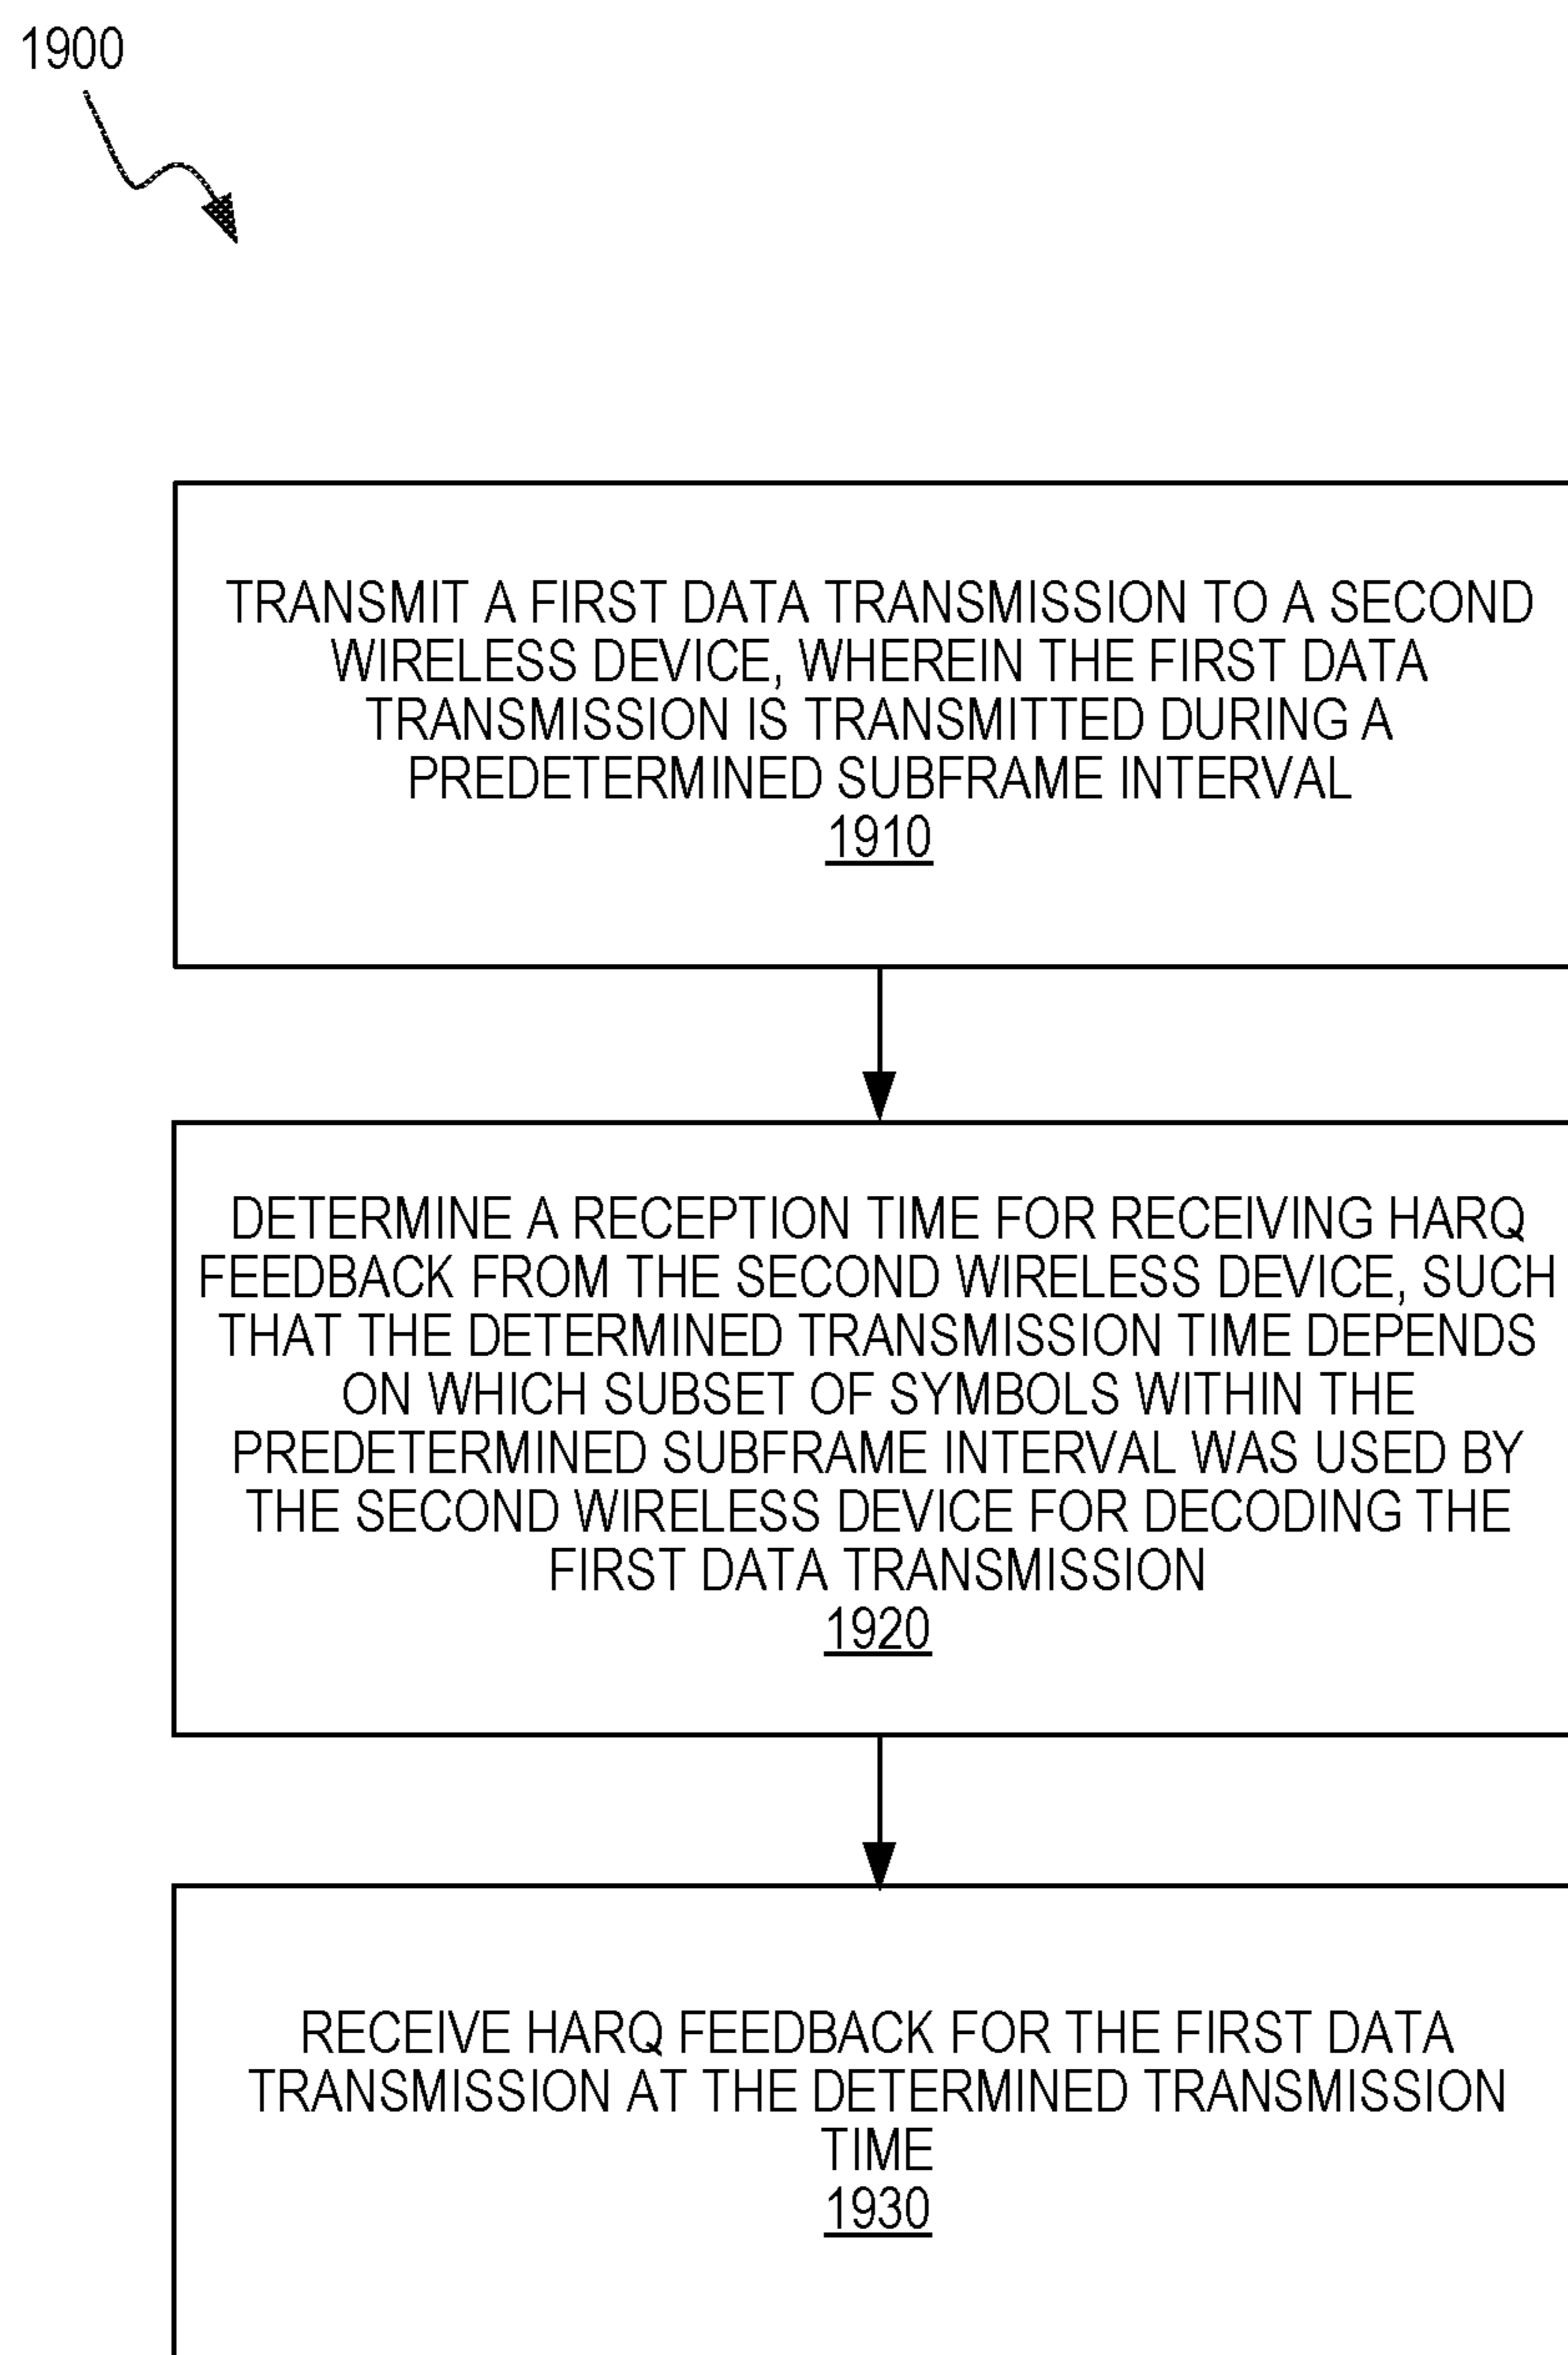 1900
TRANSMIT A FIRST DATA TRANSMISSION TO A SECOND
WIRELESS DEVICE, WHEREIN THE FIRST DATA
TRANSMISSION IS TRANSMITTED DURING A
PREDETERMINED SUBFRAME INTERVAL
1910
DETERMINE A RECEPTION TIME FOR RECEIVING HARQ
FEEDBACK FROM THE SECOND WIRELESS DEVICE, SUCH
THAT THE DETERMINED TRANSMISSION TIME DEPENDS
ON WHICH SUBSET OF SYMBOLS WITHIN THE
PREDETERMINED SUBFRAME INTERVAL WAS USED BY
THE SECOND WIRELESS DEVICE FOR DECODING THE
FIRST DATA TRANSMISSION
1920
RECEIVE HARQ FEEDBACK FOR THE FIRST DATA
TRANSMISSION AT THE DETERMINED TRANSMISSION
TIME
1930